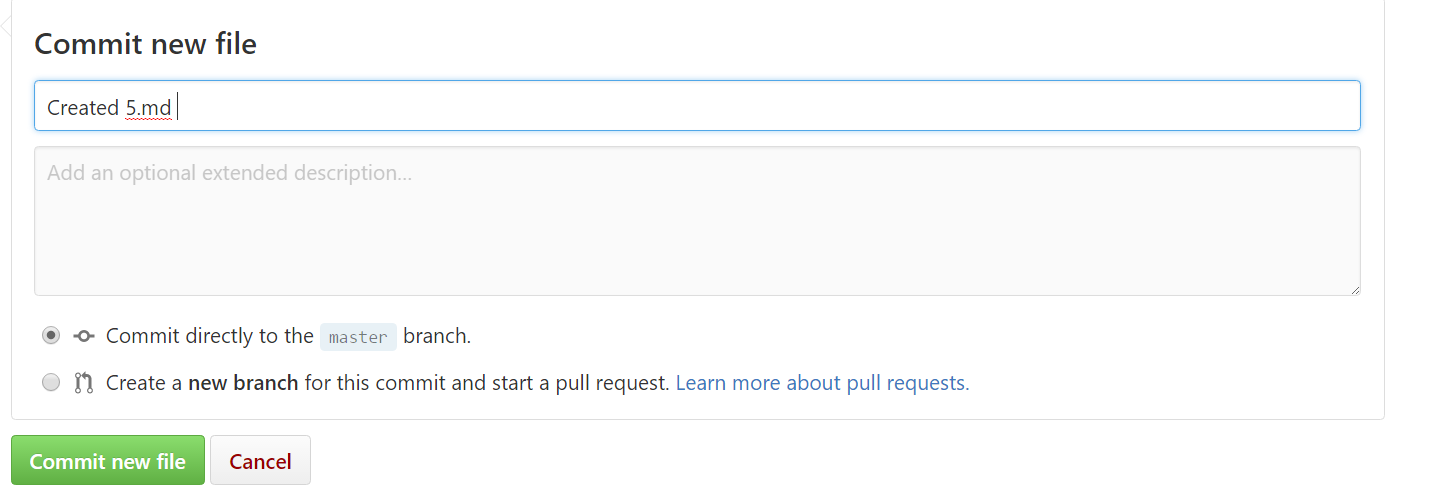 Commit new file
Created 5.md
Add an optional extended description...
Commit directly to the master branch.
Create a new branch for this commit and start a pull request. Learn more about pull requests.
Commit new file
Cancel